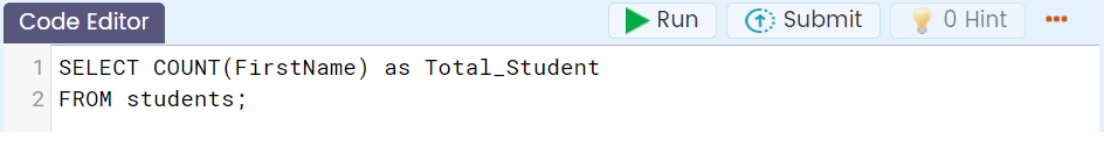 Code Editor Run Submit 0 Hint
1 SELECT COUNT(FirstName) as Total_Student
2 FROM students;